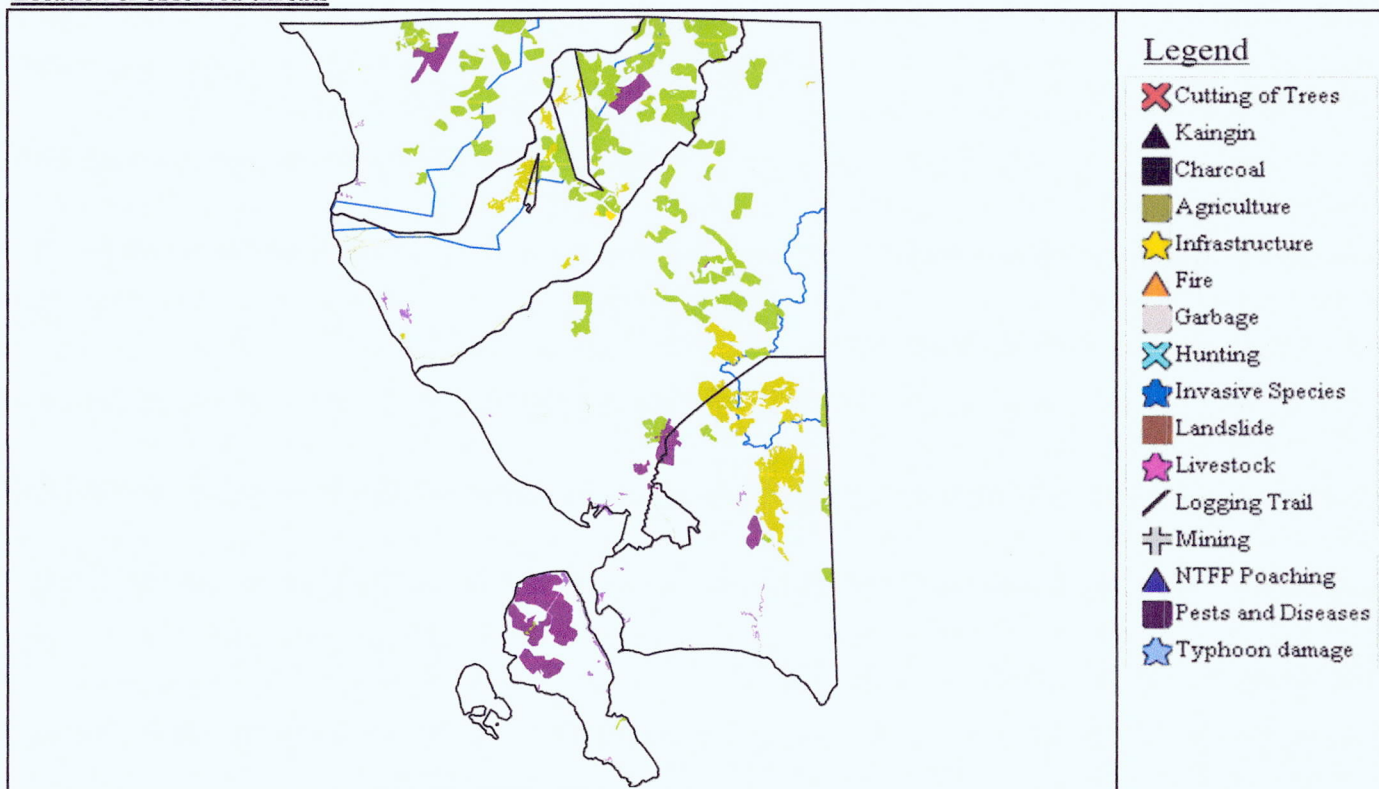 Legend
Cutting of Trees
Kaingin
Charcoal
Agriculture
Infrastructure
Fire
Garbage
Hunting
Invasive Species
Landslide
Livestock
Logging Trail
Mining
NTFP Poaching
Pests and Diseases
Typhoon damage